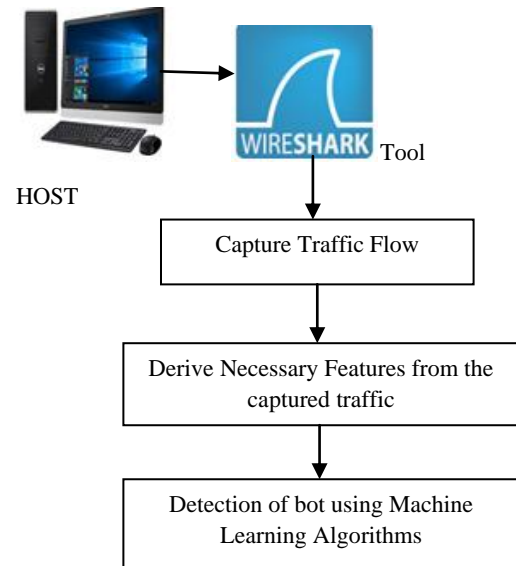 WIRESHARK
Tool
HOST
Capture Traffic Flow
Derive Necessary Features from the
captured traffic
Detection of bot using Machine
Learning Algorithms